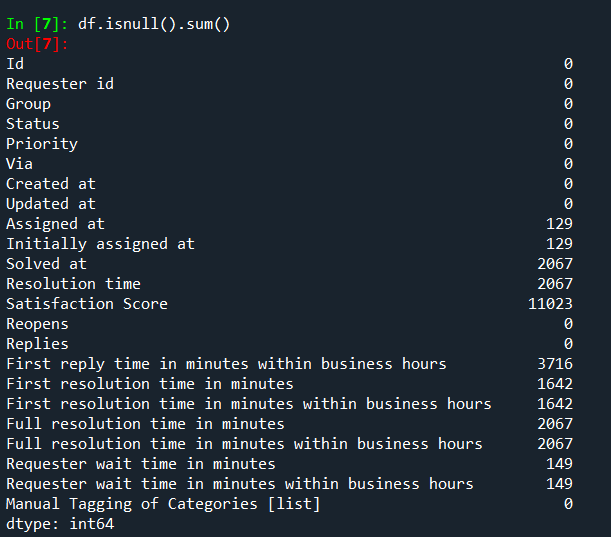 In [7]: df.isnull().sum()
Out[7]:
Id 0
Requester id 0
Group 0
Status 0
Priority 0
Via 0
Created at 0
Updated at 0
Assigned at 129
Initially assigned at 129
Solved at 2067
Resolution time 2067
Satisfaction Score 11023
Reopens 0
Replies 0
First reply time in minutes within business hours 3716
First resolution time in minutes 1642
First resolution time in minutes within business hours 1642
Full resolution time in minutes 2067
Full resolution time in minutes within business hours 2067
Requester wait time in minutes 149
Requester wait time in minutes within business hours 149
Manual Tagging of Categories [list] 0
dtype: int64